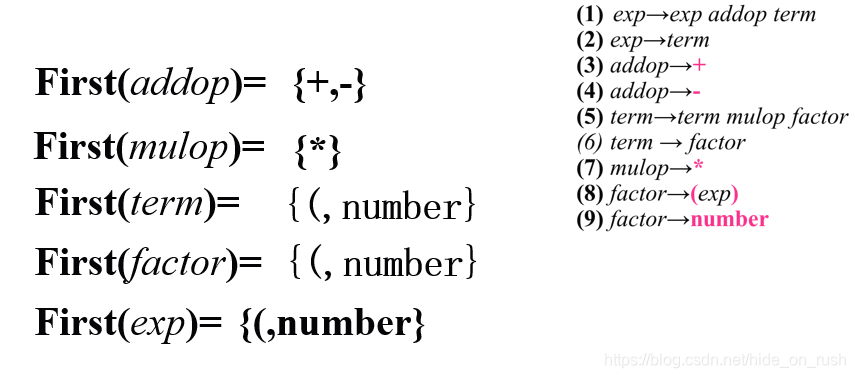 First(addop)= {+,-}
First(mulop)= {*}
First(term)= {(, number}
First(factor)= {(, number}
First(exp)= {(,number}
(1) exp→exp addop term
(2) exp→term
(3) addop→+
(4) addop→-
(5) term→term mulop factor
(6) term → factor
(7) mulop→*
(8) factor→(exp)
(9) factor→number
https://blog.csdn.net/hide_on_rush